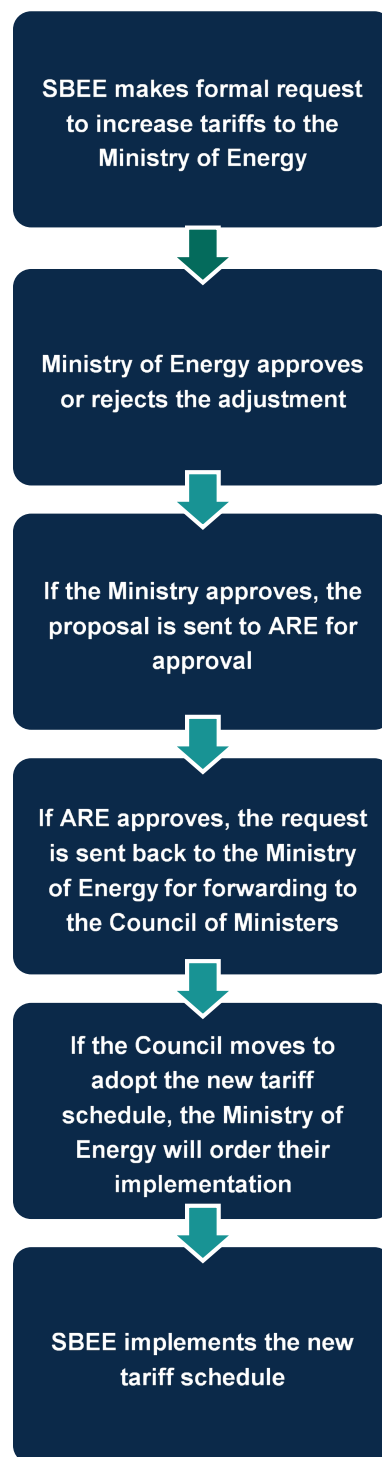 SBEE makes formal request
to increase tariffs to the
Ministry of Energy
Ministry of Energy approves
or rejects the adjustment
If the Ministry approves, the
proposal is sent to ARE for
approval
If ARE approves, the request
is sent back to the Ministry
of Energy for forwarding to
the Council of Ministers
If the Council moves to
adopt the new tariff
schedule, the Ministry of
Energy will order their
implementation
SBEE implements the new
tariff schedule